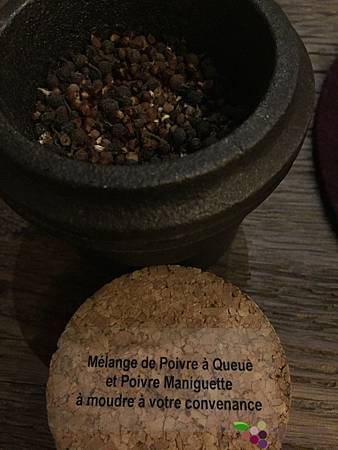 Mélange de Poivre à Queue
et Poivre Maniguette
à moudre à votre convenance